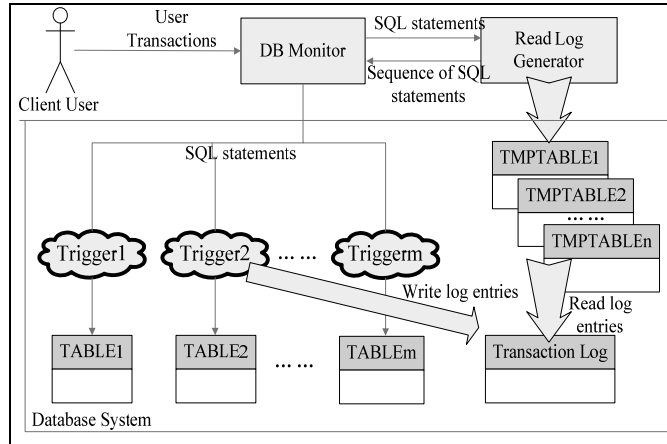 User
Transactions
DB Monitor
SQL statements
Sequence of SQL
statements
Read Log
Generator
Client User
SQL statements
TMPTABLE1
TMPTABLE2
... ...
TMPTABLEn
Trigger1
Trigger2
... ...
Triggerm
Write log entries
Read log
entries
TABLE1
TABLE2
... ...
TABLEm
Transaction Log
Database System